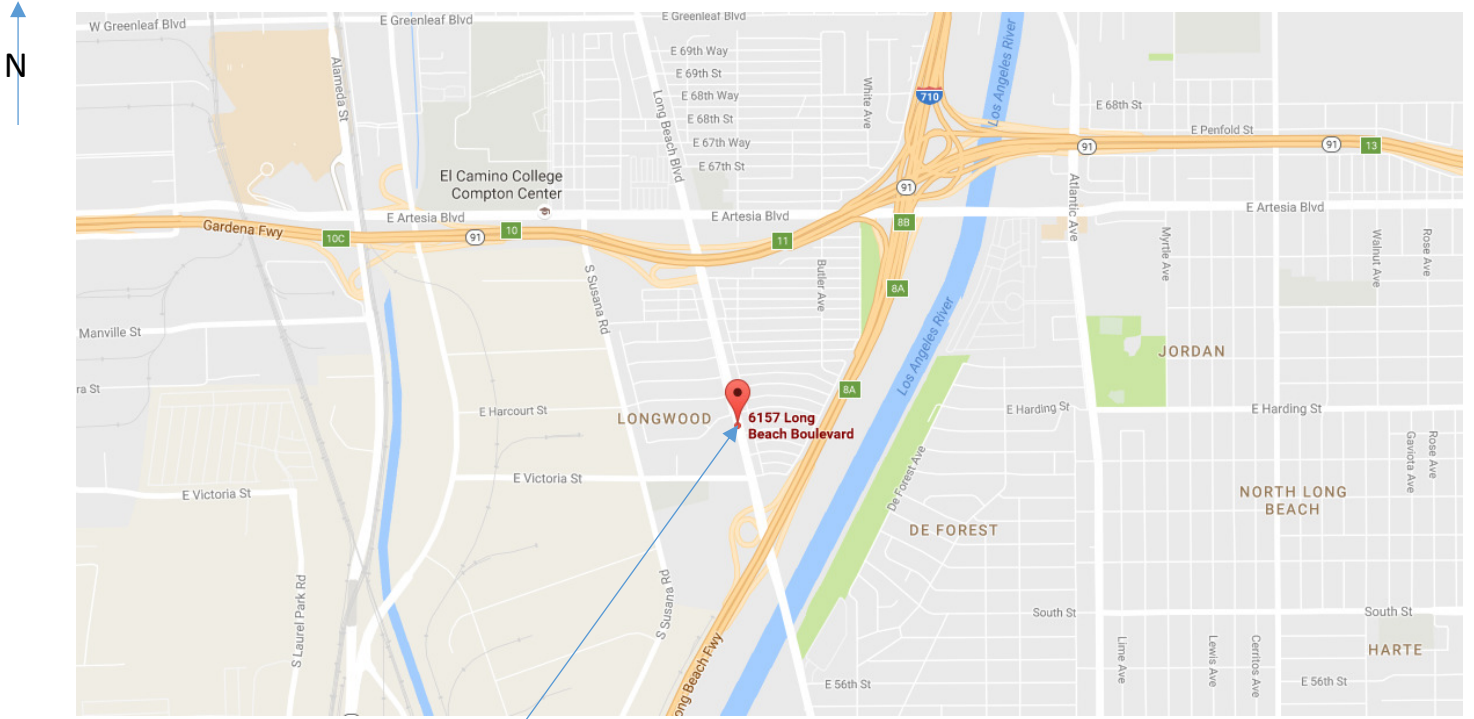 N
W Greenleaf Blvd
E Greenleaf Blvd
E Greenleaf Blvd
Alameda St
Long Beach Blvd
E 69th Way
E 69th St
E 68th Way
E 68th St
E 67th Way
E 67th St
White Ave
710
Los Angeles River
E 68th St
E Penfold St
91
91
13
El Camino College
Compton Center
91
Atlantic Ave
E Artesia Blvd
E Artesia Blvd
E Artesia Blvd
Gardena Fwy
10C
91
10
11
8B
Myrtle Ave
Walnut Ave
Rose Ave
S Susana Rd
Butler Ave
8A
Manville St
Los Angeles River
JORDAN
ra St
8A
E Harcourt St
LONGWOOD
6157 Long
Beach Boulevard
E Harding St
E Harding St
Gaviota Ave
Rose Ave
E Victoria St
E Victoria St
De Forest Ave
NORTH LONG
BEACH
DE FOREST
S Laurel Park Rd
S Susana Rd
ong Beach Fwy
South St
South St
Lime Ave
Lewis Ave
Cerritos Ave
HARTE
E 56th St
E 56th St